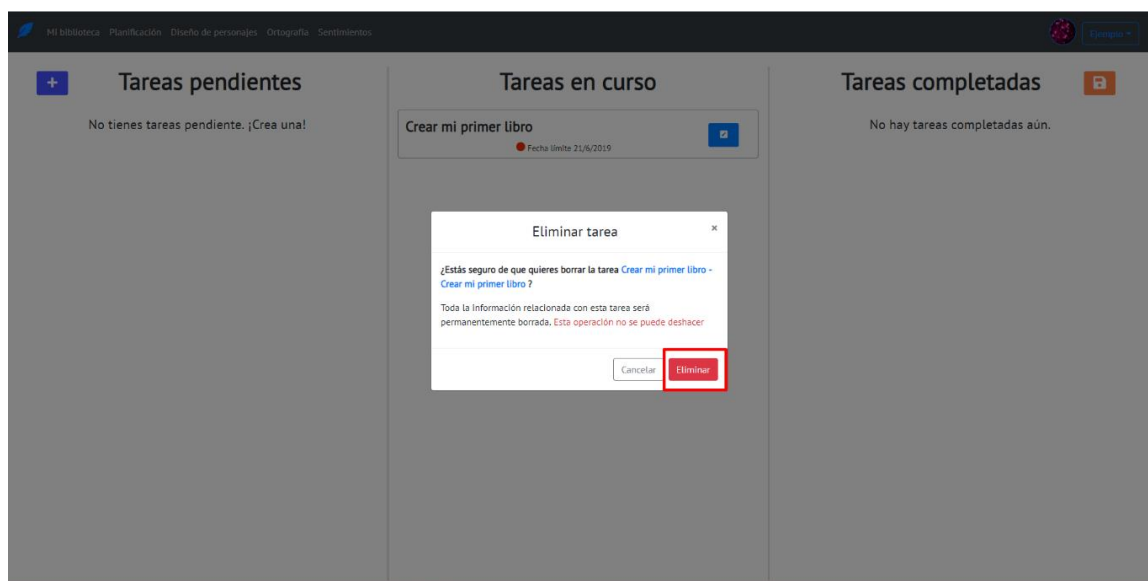 Mi biblioteca Planificación Diseño de personajes Ortografía Sentimientos
Ejemplo
Tareas pendientes
No tienes tareas pendiente. ¡Crea una!
Tareas en curso
Crear mi primer libro
Fecha límite 21/6/2019
Tareas completadas
No hay tareas completadas aún.
Eliminar tarea
×
¿Estás seguro de que quieres borrar la tarea Crear mi primer libro -
Crear mi primer libro ?
Toda la información relacionada con esta tarea será
permanentemente borrada. Esta operación no se puede deshacer
Cancelar
Eliminar